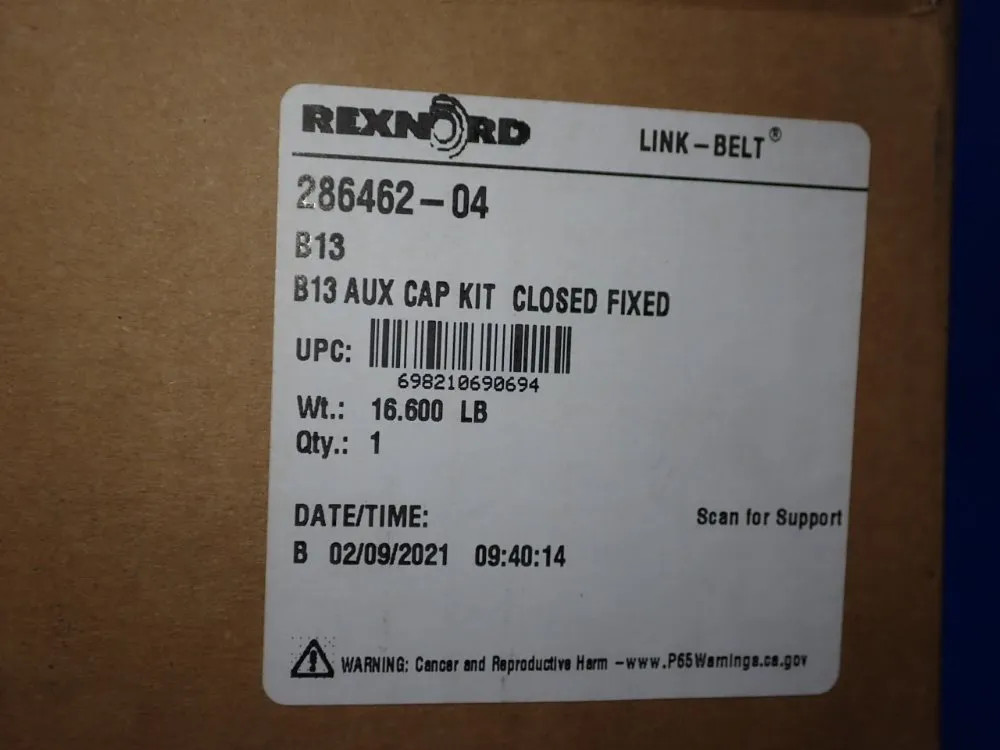 REXNORD LINK-BELT®
286462-04
B13
B13 AUX CAP KIT CLOSED FIXED
UPC:
698210690694
Wt.: 16.600 LB
Qty.: 1
DATE/TIME: Scan for Support
B 02/09/2021 09:40:14
WARNING: Cancer and Reproductive Harm -www.P65Warnings.ca.gov